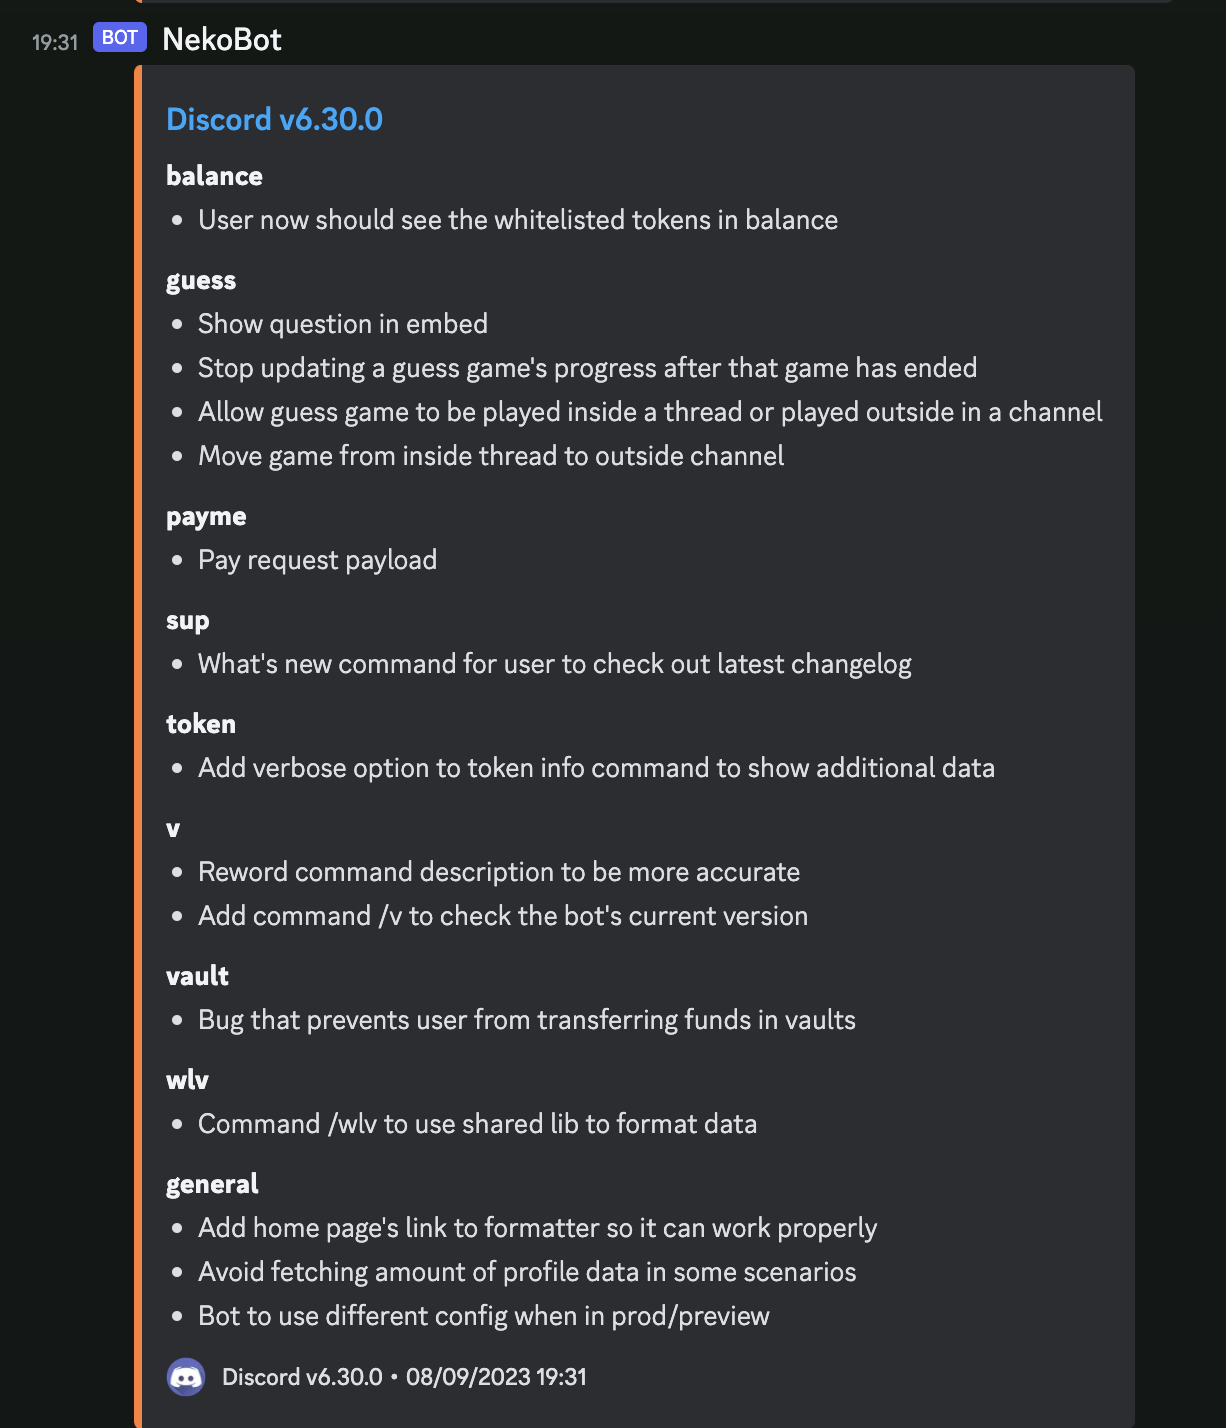 19:31 BOT NekoBot
Discord v6.30.0
balance
• User now should see the whitelisted tokens in balance
guess
• Show question in embed
• Stop updating a guess game's progress after that game has ended
• Allow guess game to be played inside a thread or played outside in a channel
• Move game from inside thread to outside channel
payme
• Pay request payload
sup
• What's new command for user to check out latest changelog
token
• Add verbose option to token info command to show additional data
v
• Reword command description to be more accurate
• Add command /v to check the bot's current version
vault
• Bug that prevents user from transferring funds in vaults
wlv
• Command /wlv to use shared lib to format data
general
• Add home page's link to formatter so it can work properly
• Avoid fetching amount of profile data in some scenarios
• Bot to use different config when in prod/preview
Discord v6.30.0 • 08/09/2023 19:31